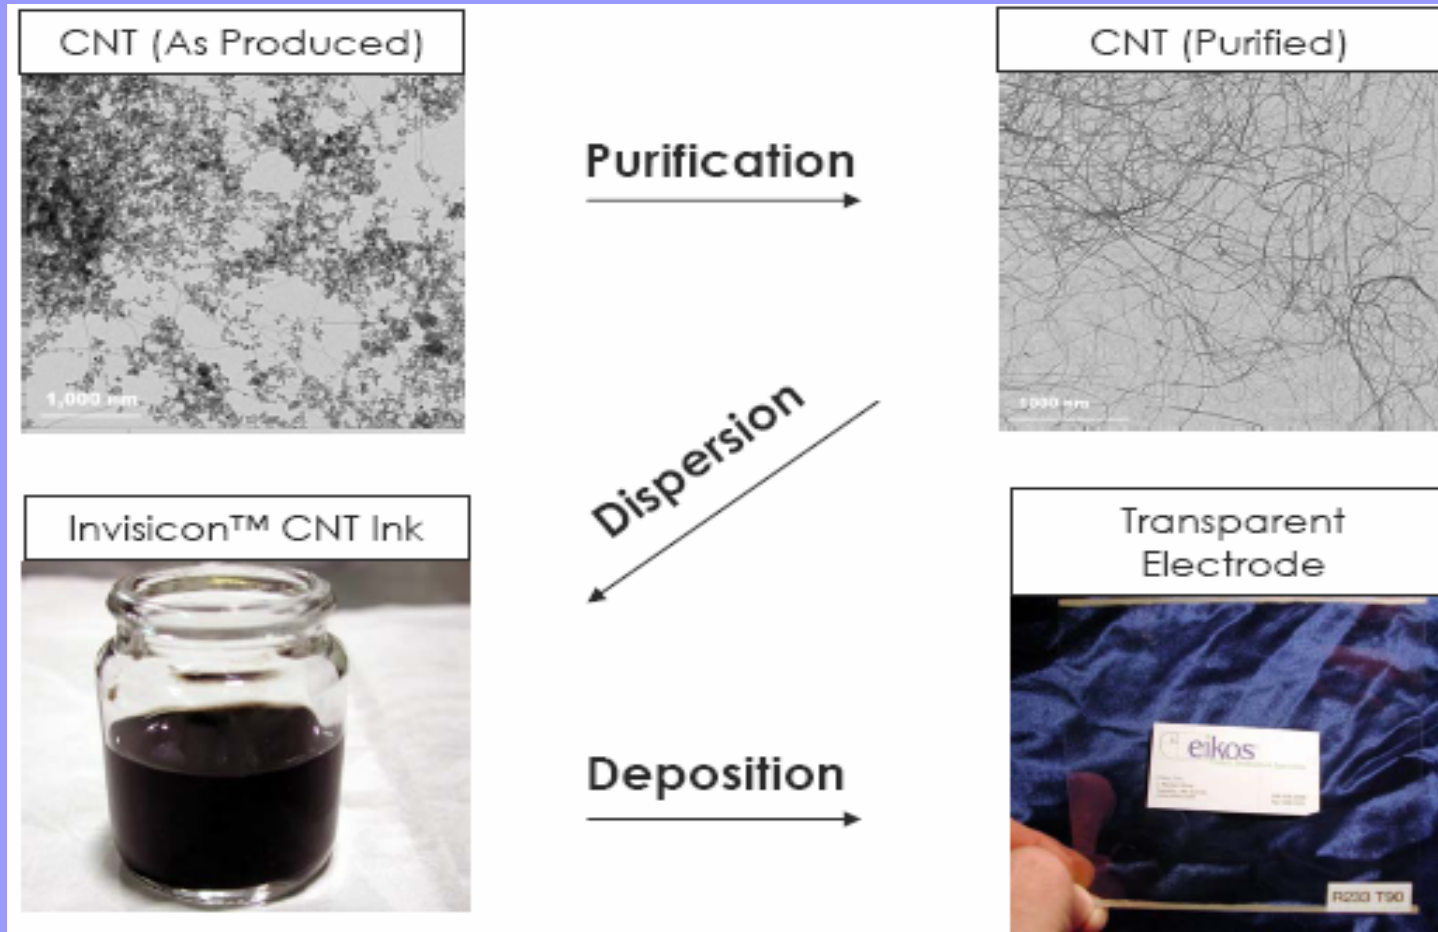 CNT (As Produced)
CNT (Purified)
Purification
1,000 nm
1000 nm
Dispersion
Invisicon™ CNT Ink
Transparent
Electrode
eikos
Deposition
R233 T90